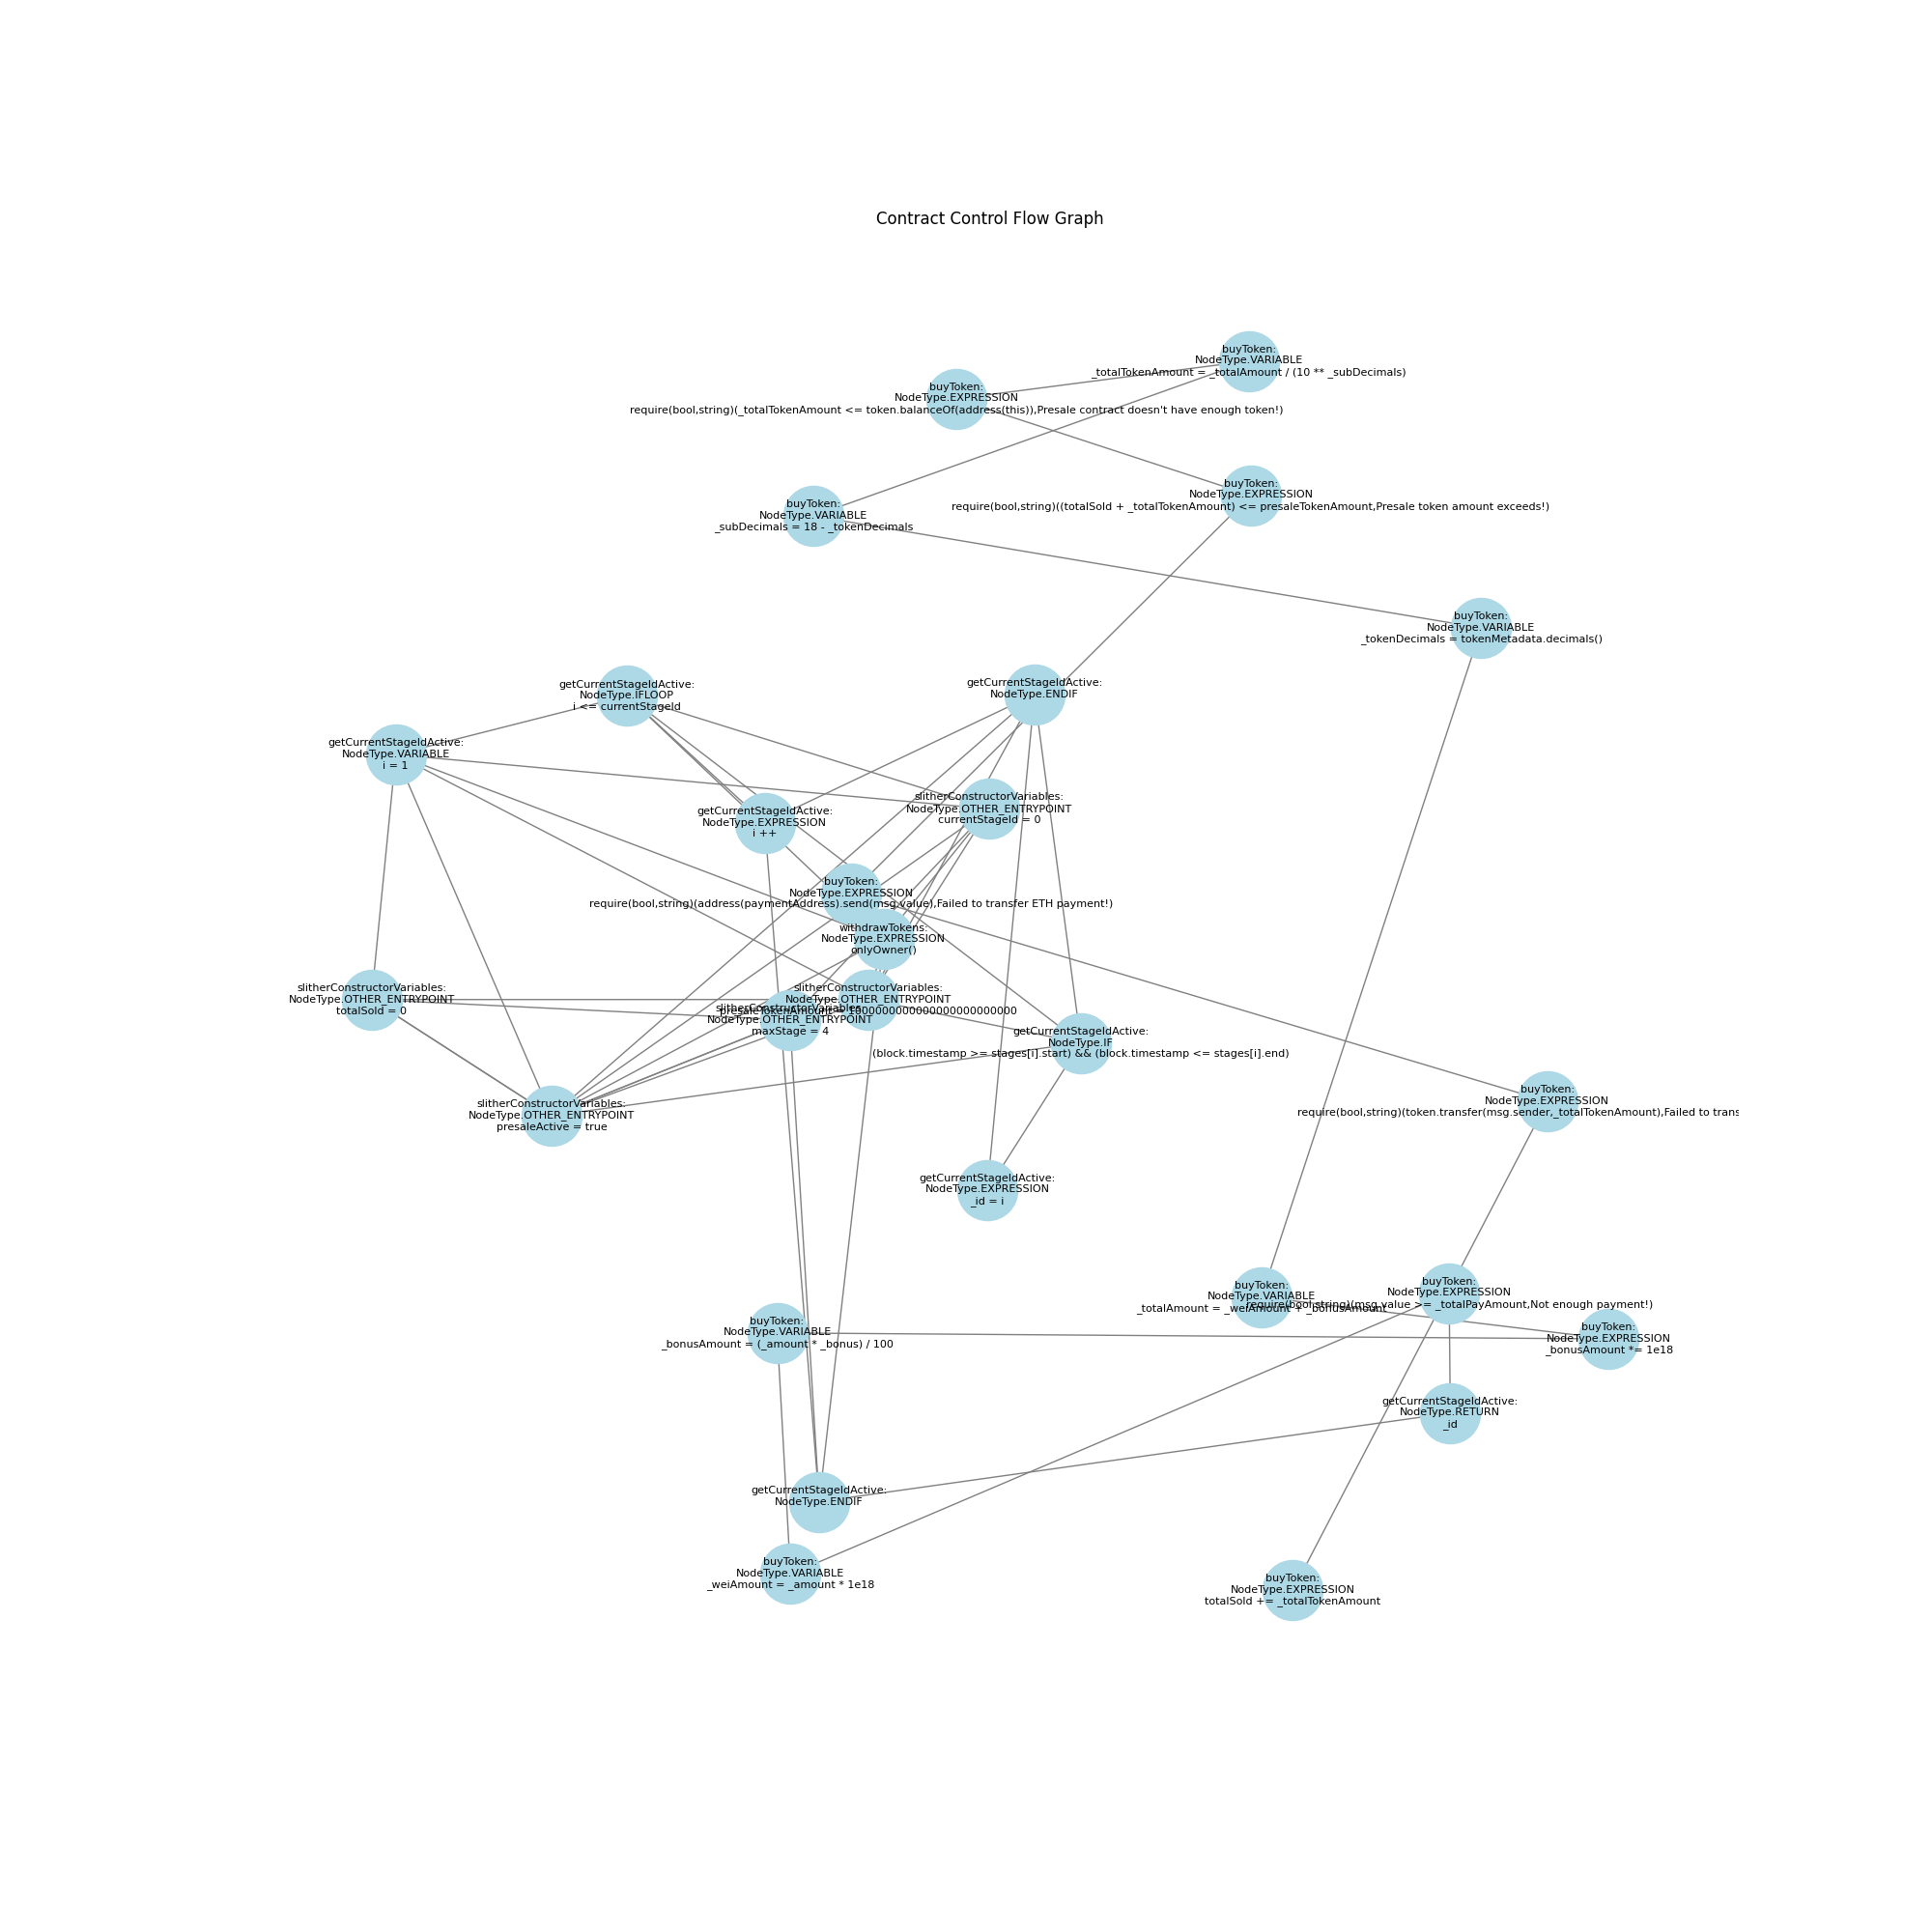 Contract Control Flow Graph
buyToken:
NodeType.VARIABLE
_totalTokenAmount = _totalAmount / (10 ** _subDecimals)
buyToken:
NodeType.EXPRESSION
require(bool,string)(_totalTokenAmount <= token.balanceOf(address(this)),Presale contract doesn't have enough token!)
buyToken:
NodeType.EXPRESSION
require(bool,string)((totalSold + _totalTokenAmount) <= presaleTokenAmount,Presale token amount exceeds!)
buyToken:
NodeType.VARIABLE
_subDecimals = 18 - _tokenDecimals
buyToken:
NodeType.VARIABLE
_tokenDecimals = tokenMetadata.decimals()
getCurrentStageIdActive:
NodeType.IFLOOP
i <= currentStageId
getCurrentStageIdActive:
NodeType.ENDIF
getCurrentStageIdActive:
NodeType.VARIABLE
i = 1
slitherConstructorVariables:
NodeType.OTHER_ENTRYPOINT
currentStageId = 0
getCurrentStageIdActive:
NodeType.EXPRESSION
i ++
buyToken:
NodeType.EXPRESSION
require(bool,string)(address(paymentAddress).send(msg.value),Failed to transfer ETH payment!)
withdrawTokens:
NodeType.EXPRESSION
onlyOwner()
slitherConstructorVariables:
NodeType.OTHER_ENTRYPOINT
totalSold = 0
slitherConstructorVariables:
NodeType.OTHER_ENTRYPOINT
presaleTokenAmount =
slitherConstructorVariables:
NodeType.OTHER_ENTRYPOINT
maxStage = 4
getCurrentStageIdActive:
NodeType.IF
(block.timestamp >= stages[i].start) && (block.timestamp <= stages[i].end)
buyToken:
NodeType.EXPRESSION
require(bool,string)(token.transfer(msg.sender,_totalTokenAmount),Failed to trans
slitherConstructorVariables:
NodeType.OTHER_ENTRYPOINT
presaleActive = true
getCurrentStageIdActive:
NodeType.EXPRESSION
_id = i
buyToken:
NodeType.VARIABLE
_totalAmount = _weiAmount + _bonusAmount
buyToken:
NodeType.EXPRESSION
require(bool,string)(msg.value >= _totalPayAmount,Not enough payment!)
buyToken:
NodeType.VARIABLE
_bonusAmount = (_amount * _bonus) / 100
buyToken:
NodeType.EXPRESSION
_bonusAmount *= 1e18
getCurrentStageIdActive:
NodeType.RETURN
_id
getCurrentStageIdActive:
NodeType.ENDIF
buyToken:
NodeType.VARIABLE
_weiAmount = _amount * 1e18
buyToken:
NodeType.EXPRESSION
totalSold += _totalTokenAmount